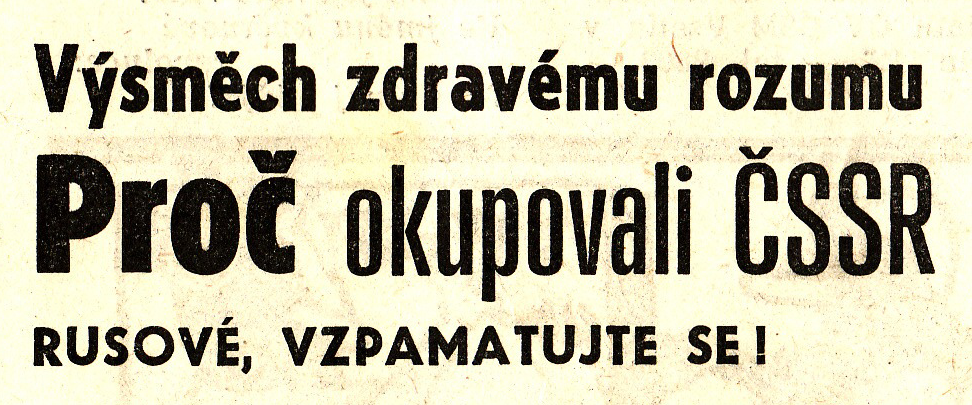 Výsměch zdravému rozumu
Proč okupovali ČSSR
RUSOVÉ, VZPAMATUJTE SE!